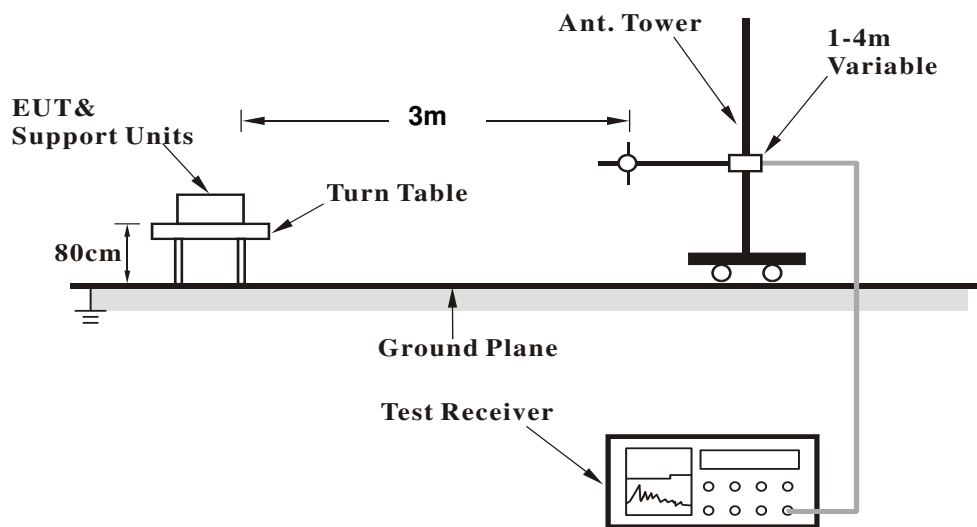 Ant. Tower
1-4m
Variable
EUT&
Support Units
3m
Turn Table
80cm
Ground Plane
Test Receiver